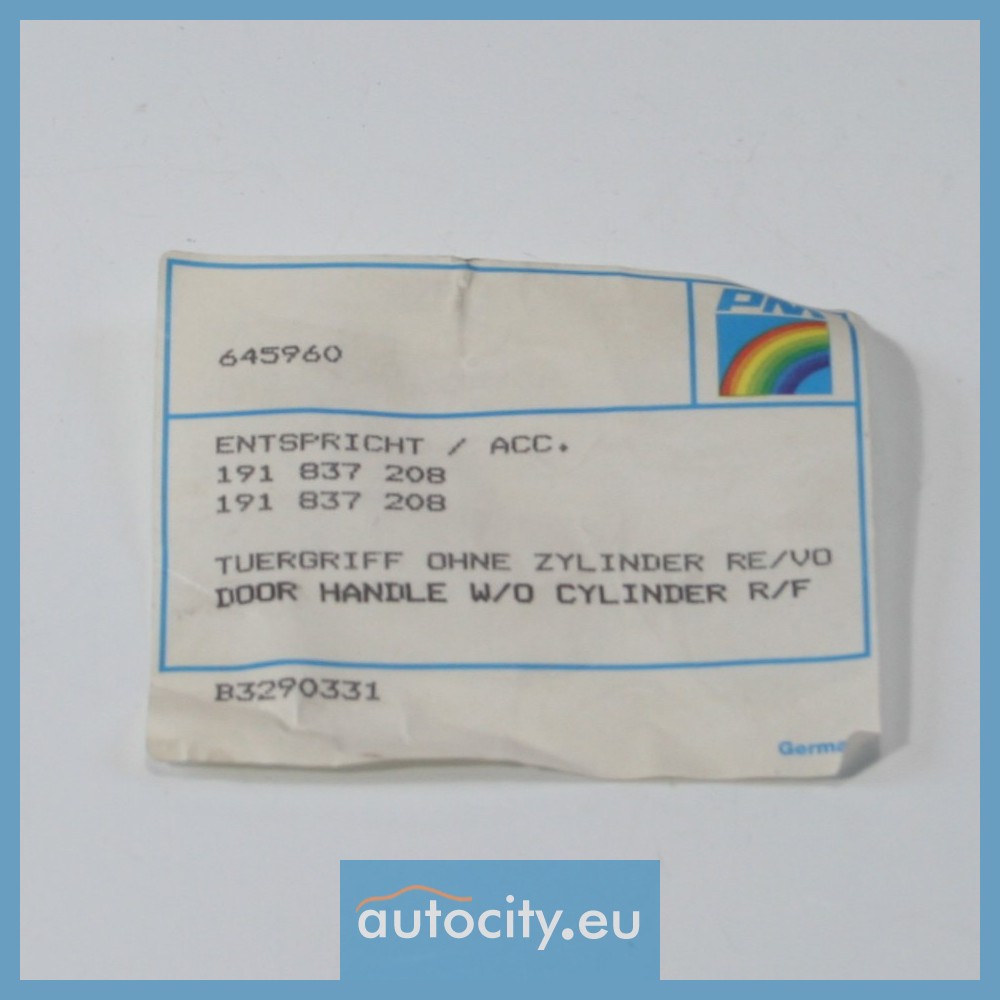 645960
ENTSPRICHT / ACC.
191 837 208
191 837 208
TUERGRIFF OHNE ZYLINDER RE/VO
DOOR HANDLE W/O CYLINDER R/F
B3290331
autocity.eu